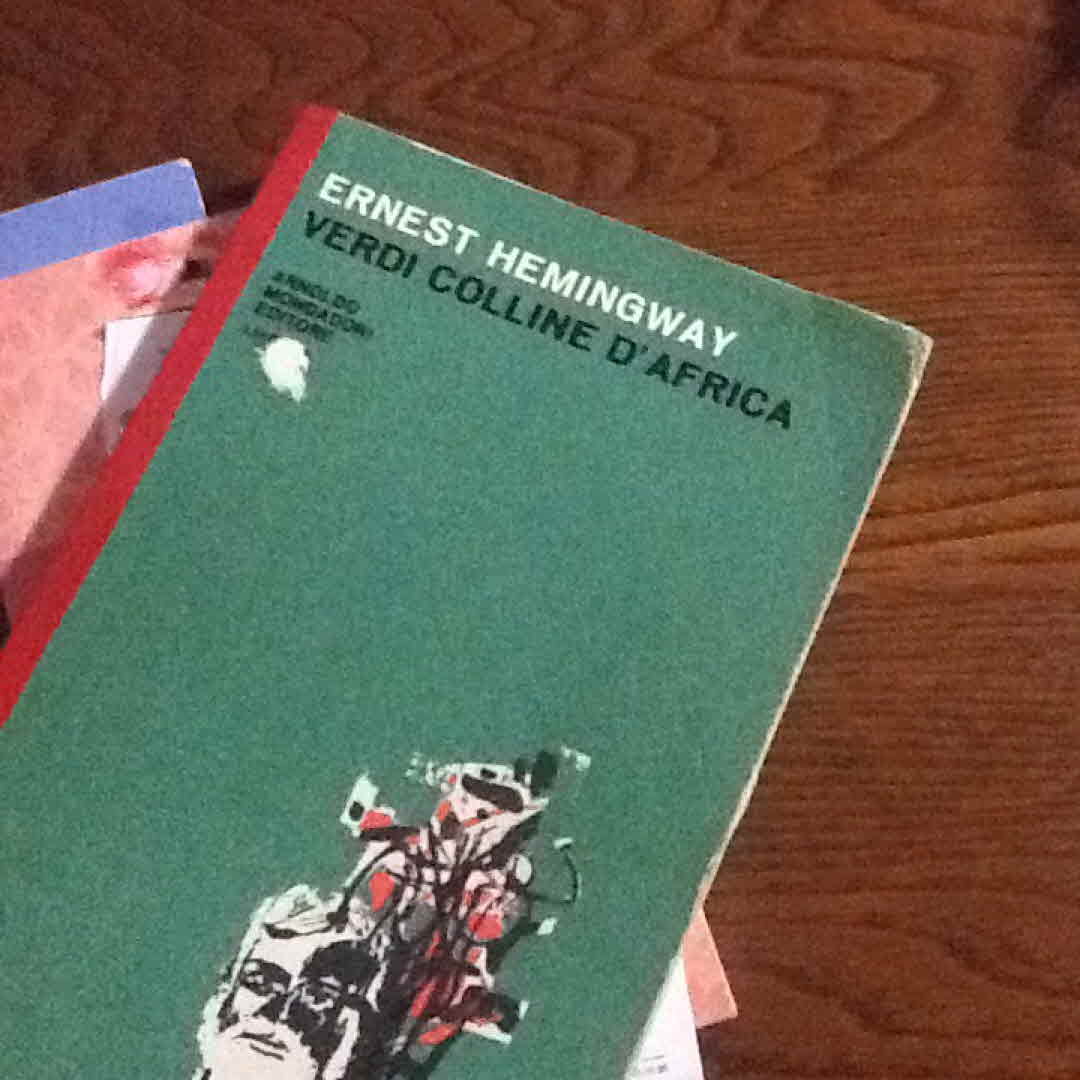 ERNEST HEMINGWAY
VERDI COLLINE D'AFRICA
ARNOLDO
MONDADORI
EDITORE